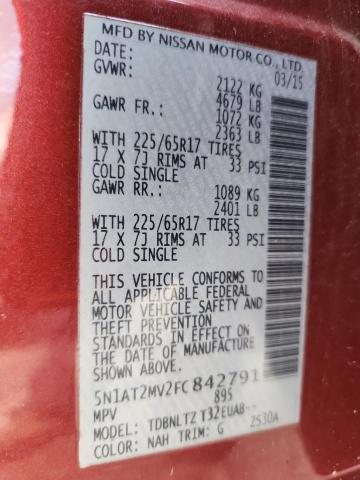 MFD BY NISSAN MOTOR CO., LTD.
DATE: 03/15
GVWR: 2122 KG
4679 LB
GAWR FR.: 1072 KG
2363 LB
WITH 225/65R17 TIRES
17 X 7J RIMS AT 33 PSI
COLD SINGLE
GAWR RR.: 1089 KG
2401 LB
WITH 225/65R17 TIRES
17 X 7J RIMS AT 33 PSI
COLD SINGLE
THIS VEHICLE CONFORMS TO
ALL APPLICABLE FEDERAL
MOTOR VEHICLE SAFETY AND
THEFT PREVENTION
STANDARDS IN EFFECT ON
THE DATE OF MANUFACTURE
SHOWN ABOVE.
5N1AT2MV2FC842791
MPV 895
MODEL: TDBNLTZ T32EUAB--
COLOR: NAH TRIM: G 2S30A